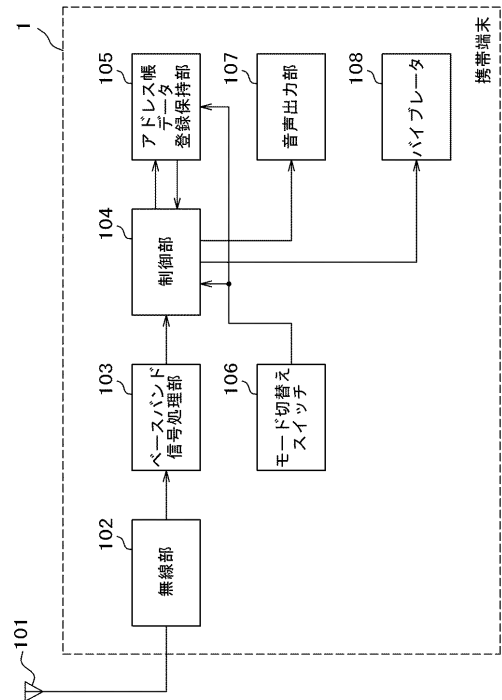 1
101
102
無線部
103
ベースバンド
信号処理部
104
制御部
105
アドレス帳
データ
登録保持部
106
モード切替え
スイッチ
107
音声出力部
108
バイブレータ
携帯端末